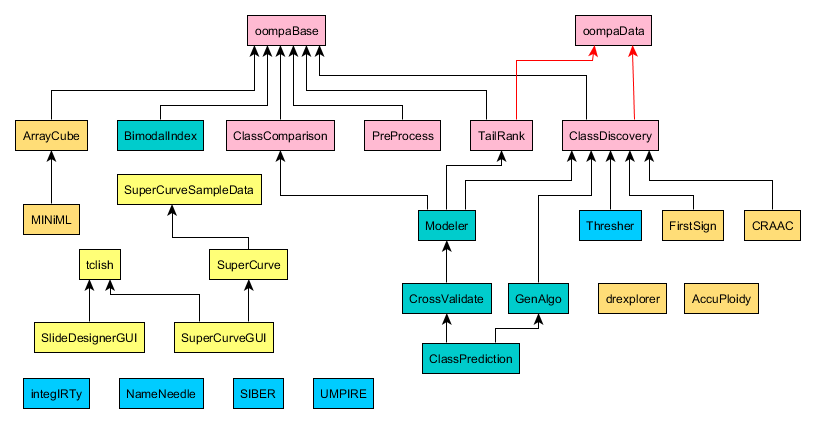 oompaBase
oompaData
ArrayCube
BimodalIndex
ClassComparison
PreProcess
TailRank
ClassDiscovery
SuperCurveSampleData
MINiML
Modeler
Thresher
FirstSign
CRAAC
tclish
SuperCurve
CrossValidate
GenAlgo
drexplorer
AccuPloidy
SlideDesignerGUI
SuperCurveGUI
ClassPrediction
integIRTy
NameNeedle
SIBER
UMPIRE